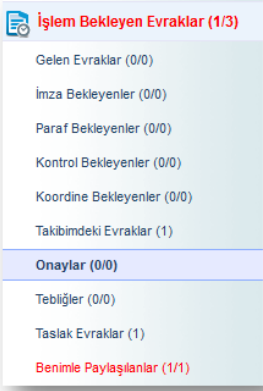 İşlem Bekleyen Evraklar (1/3)
Gelen Evraklar (0/0)
İmza Bekleyenler (0/0)
Paraf Bekleyenler (0/0)
Kontrol Bekleyenler (0/0)
Koordine Bekleyenler (0/0)
Takibimdeki Evraklar (1)
Onaylar (0/0)
Tebliğler (0/0)
Taslak Evraklar (1)
Benimle Paylaşılanlar (1/1)